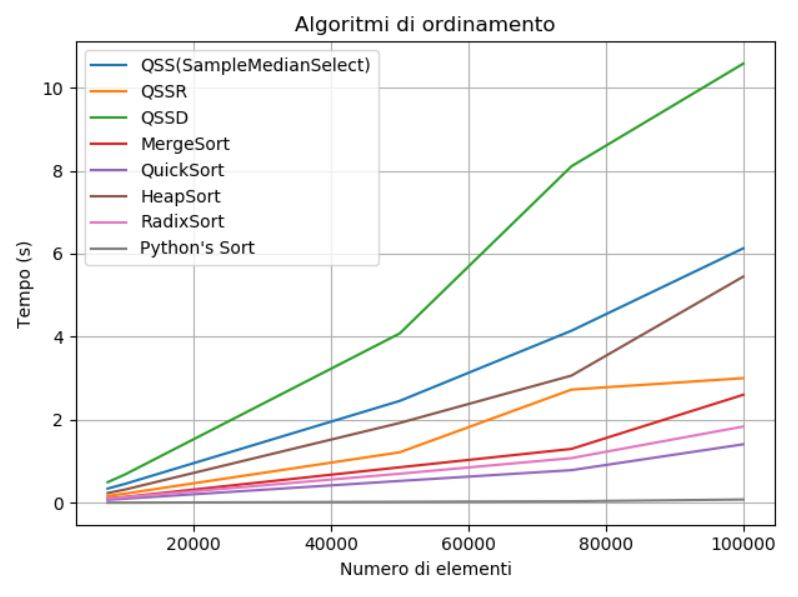 Algoritmi di ordinamento
QSS(SampleMedianSelect)
QSSR
QSSD
MergeSort
QuickSort
HeapSort
RadixSort
Python's Sort
Tempo (s)
10
8
6
4
2
0
20000 40000 60000 80000 100000
Numero di elementi